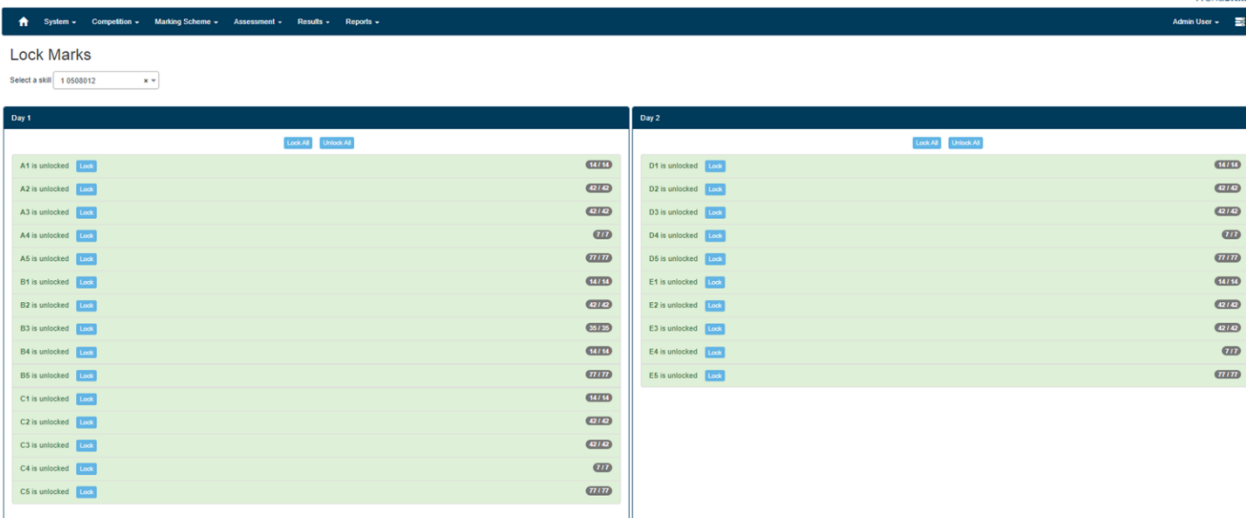 System Competition Marking Scheme Assessment Results Reports Admin User
Lock Marks
Select a skill 1 0508012 ×
Day 1
Lock All Unlock All
A1 is unlocked Lock 14 / 14
A2 is unlocked Lock 42 / 42
A3 is unlocked Lock 42 / 42
A4 is unlocked Lock 7 / 7
A5 is unlocked Lock 77 / 77
B1 is unlocked Lock 14 / 14
B2 is unlocked Lock 42 / 42
B3 is unlocked Lock 35 / 35
B4 is unlocked Lock 14 / 14
B5 is unlocked Lock 77 / 77
C1 is unlocked Lock 14 / 14
C2 is unlocked Lock 42 / 42
C3 is unlocked Lock 42 / 42
C4 is unlocked Lock 7 / 7
C5 is unlocked Lock 77 / 77
Day 2
Lock All Unlock All
D1 is unlocked Lock 14 / 14
D2 is unlocked Lock 42 / 42
D3 is unlocked Lock 42 / 42
D4 is unlocked Lock 7 / 7
D5 is unlocked Lock 77 / 77
E1 is unlocked Lock 14 / 14
E2 is unlocked Lock 42 / 42
E3 is unlocked Lock 42 / 42
E4 is unlocked Lock 7 / 7
E5 is unlocked Lock 77 / 77